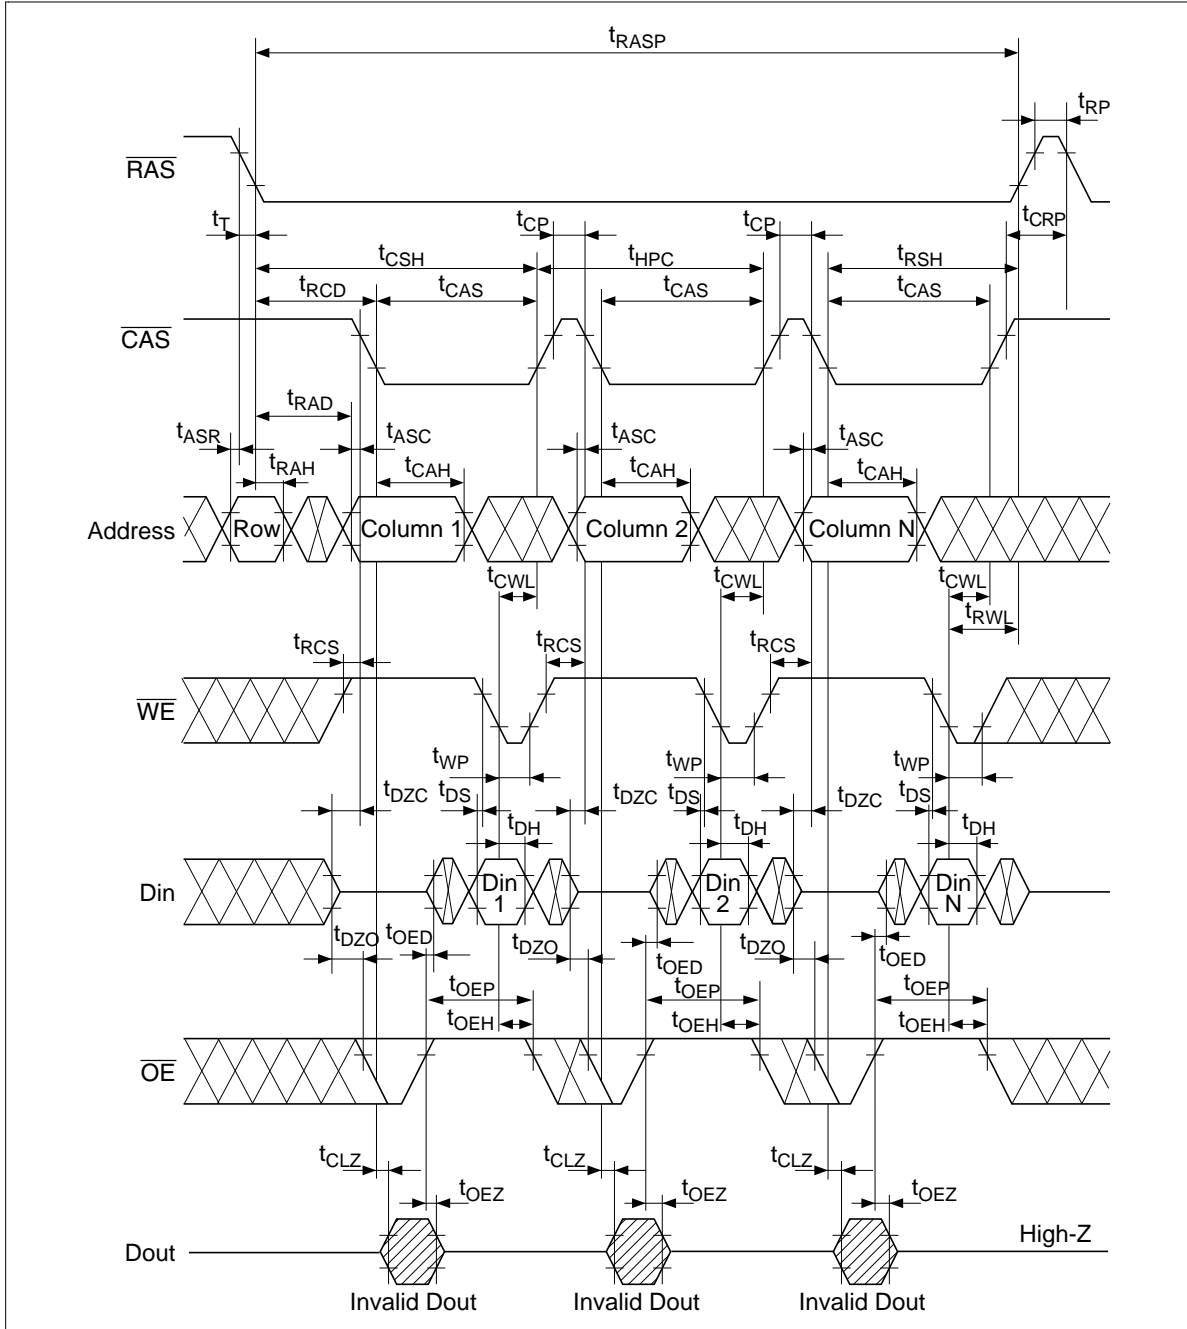 tRASP
tRP
RAS
tT tCP tCP tCRP
tCSH tHPC tRSH
tRCD tCAS tCAS tCAS
CAS
tRAD
tASR tASC tASC tASC
tRAH tCAH tCAH tCAH
Address Row Column 1 Column 2 Column N
tCWL tCWL tCWL
tRWL
tRCS tRCS tRCS
WE
tWP tWP tWP
tDZC tDS tDZC tDS tDZC tDS
tDH tDH tDH
Din Din 1 Din 2 Din N
tDZO tOED tDZO tOED tDZO tOED
tOEP tOEP tOEP
tOEH tOEH tOEH
OE
tCLZ tCLZ tCLZ
tOEZ tOEZ tOEZ
Dout High-Z
Invalid Dout Invalid Dout Invalid Dout